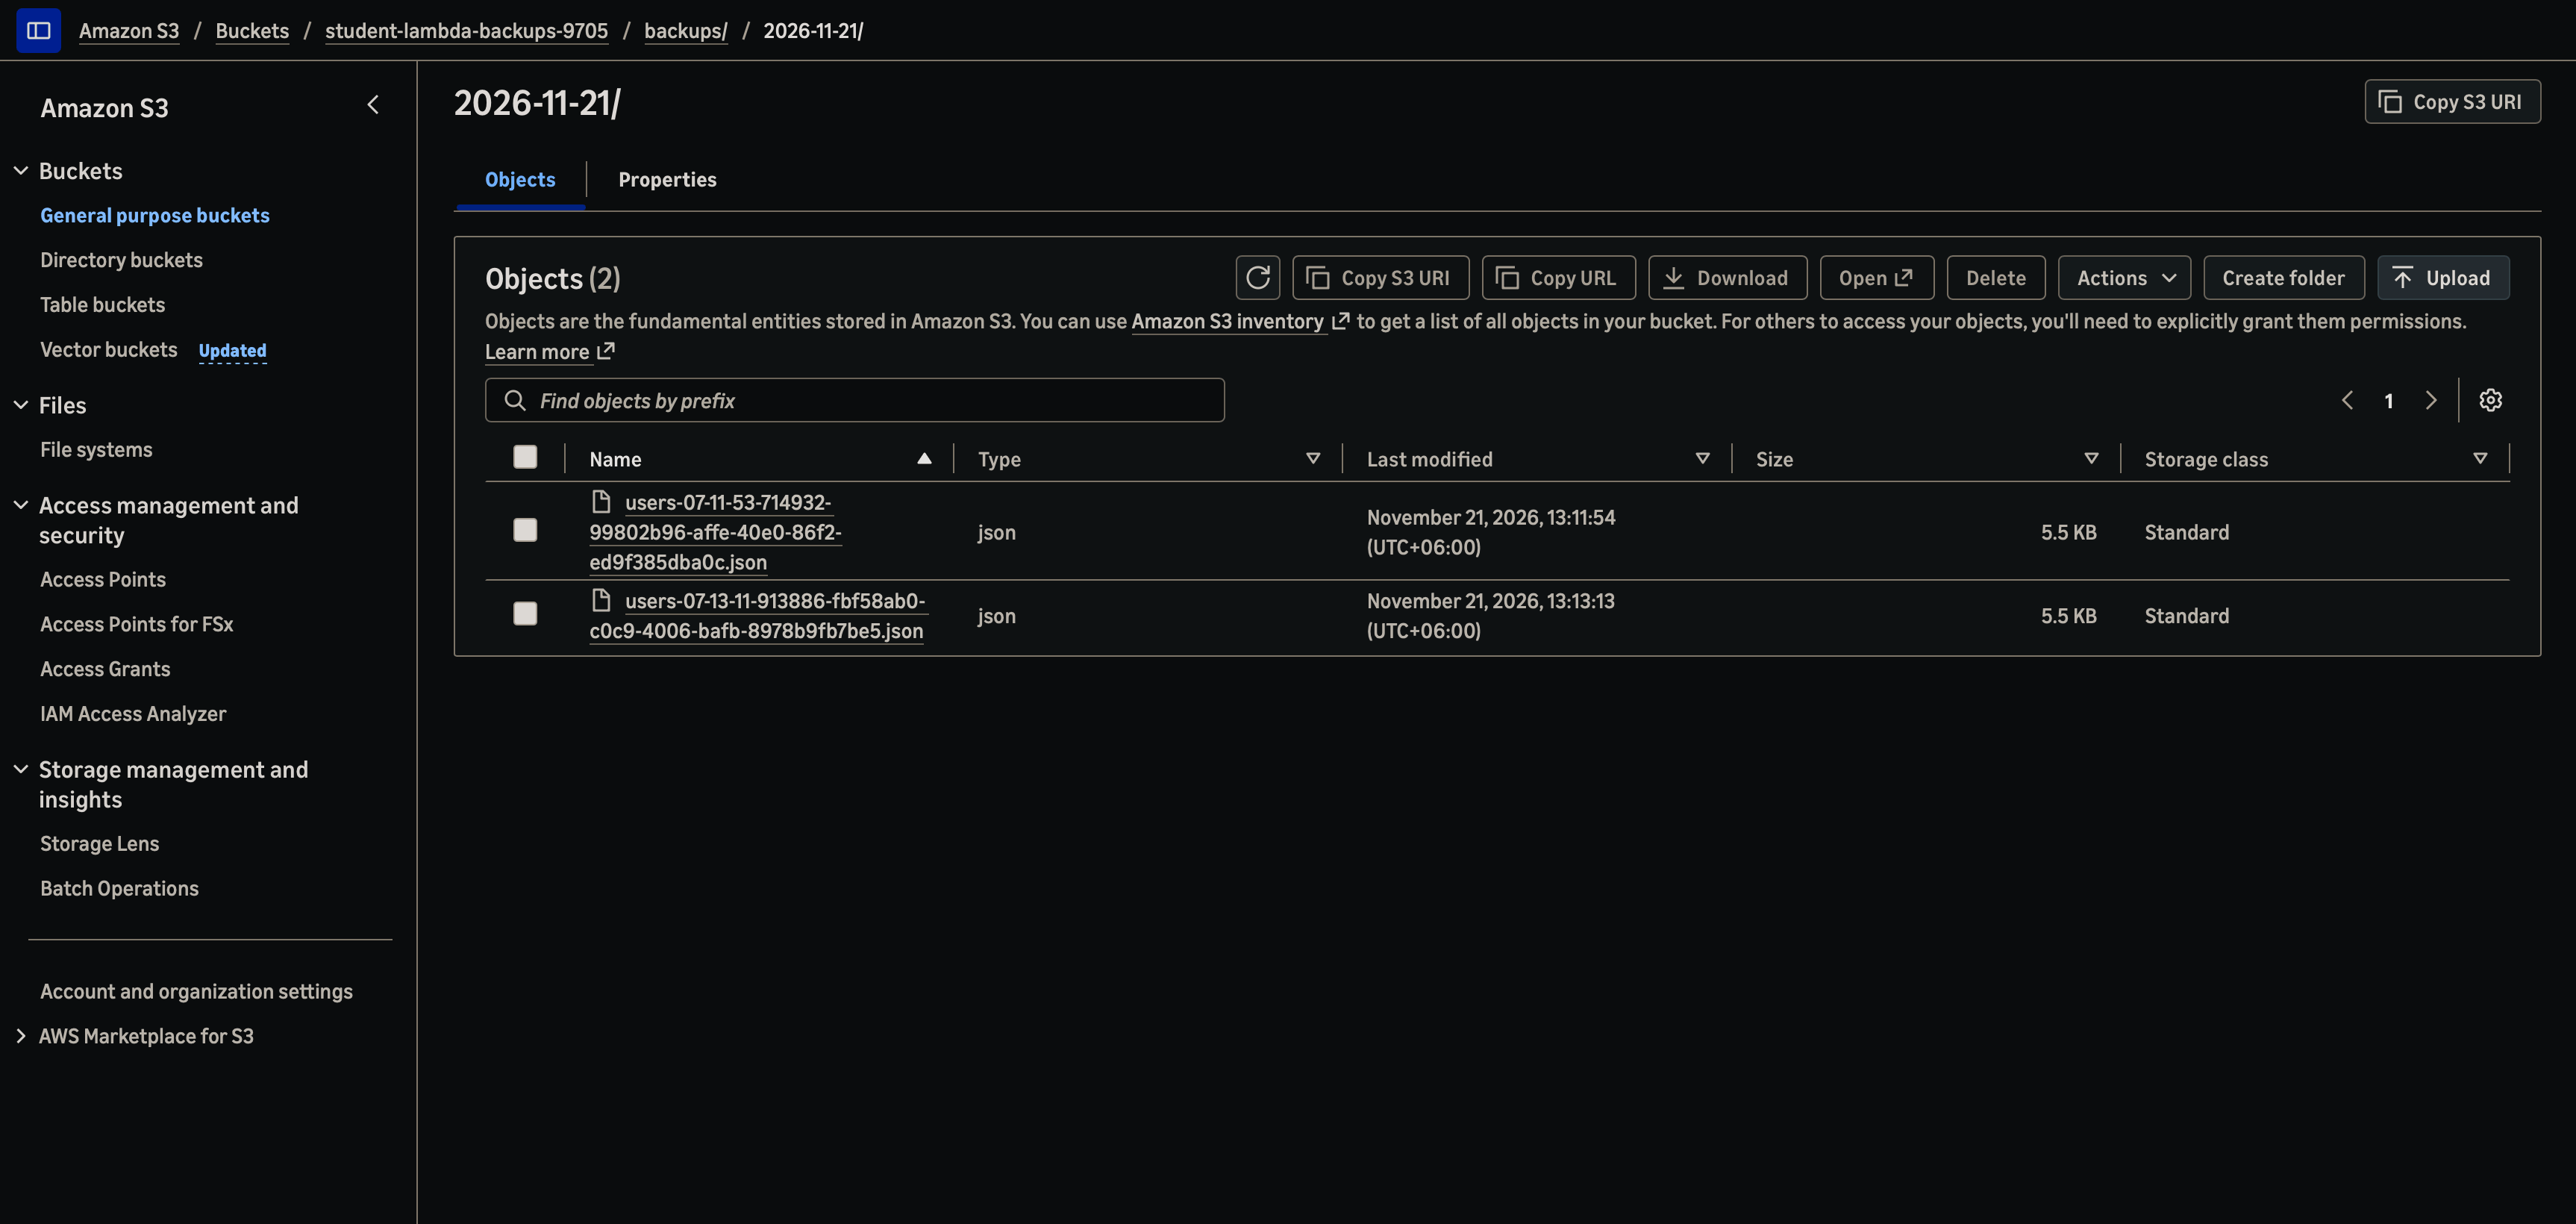 Amazon S3 / Buckets / student-lambda-backups-9705 / backups/ / 2026-11-21/
Amazon S3
Buckets
General purpose buckets
Directory buckets
Table buckets
Vector buckets Updated
Files
File systems
Access management and
security
Access Points
Access Points for FSx
Access Grants
IAM Access Analyzer
Storage management and
insights
Storage Lens
Batch Operations
Account and organization settings
AWS Marketplace for S3
2026-11-21/
Copy S3 URI
Objects
Properties
Objects (2)
Copy S3 URI
Copy URL
Download
Open
Delete
Actions
Create folder
Upload
Objects are the fundamental entities stored in Amazon S3. You can use Amazon S3 inventory to get a list of all objects in your bucket. For others to access your objects, you'll need to explicitly grant them permissions.
Learn more
Find objects by prefix
1
Name
Type
Last modified
Size
Storage class
users-07-11-53-714932-
99802b96-affe-40e0-86f2-
ed9f385dba0c.json
json
November 21, 2026, 13:11:54
(UTC+06:00)
5.5 KB
Standard
users-07-13-11-913886-fbf58ab0-
c0c9-4006-bafb-8978b9fb7be5.json
json
November 21, 2026, 13:13:13
(UTC+06:00)
5.5 KB
Standard